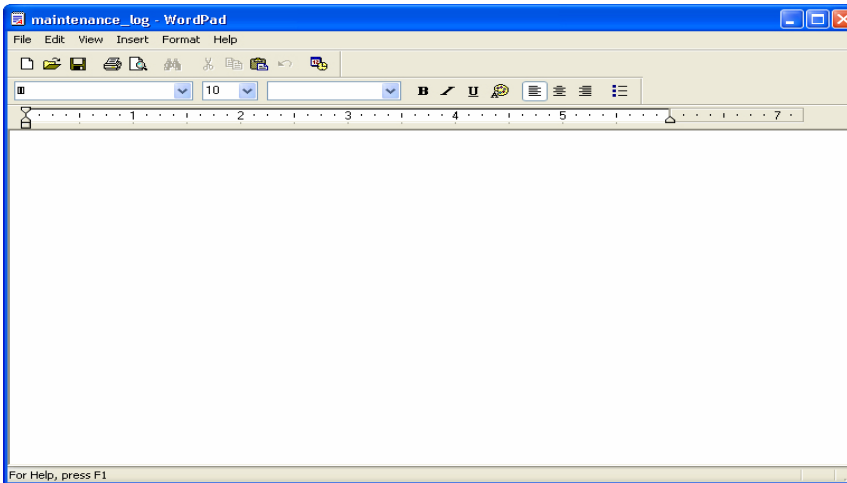 maintenance_log - WordPad
File Edit View Insert Format Help
10
B U
1 2 3 4 5 7
For Help, press F1